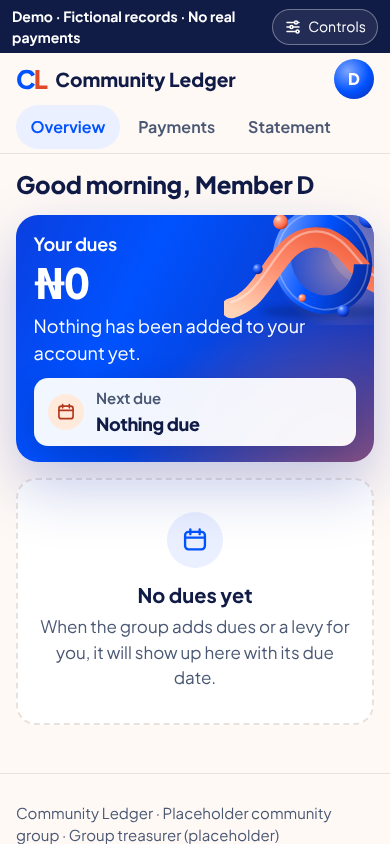 Demo · Fictional records · No real
payments
Controls
CL Community Ledger
D
Overview Payments Statement
Good morning, Member D
Your dues
₦0
Nothing has been added to your
account yet.
Next due
Nothing due
No dues yet
When the group adds dues or a levy for
you, it will show up here with its due
date.
Community Ledger · Placeholder community
group · Group treasurer (placeholder)